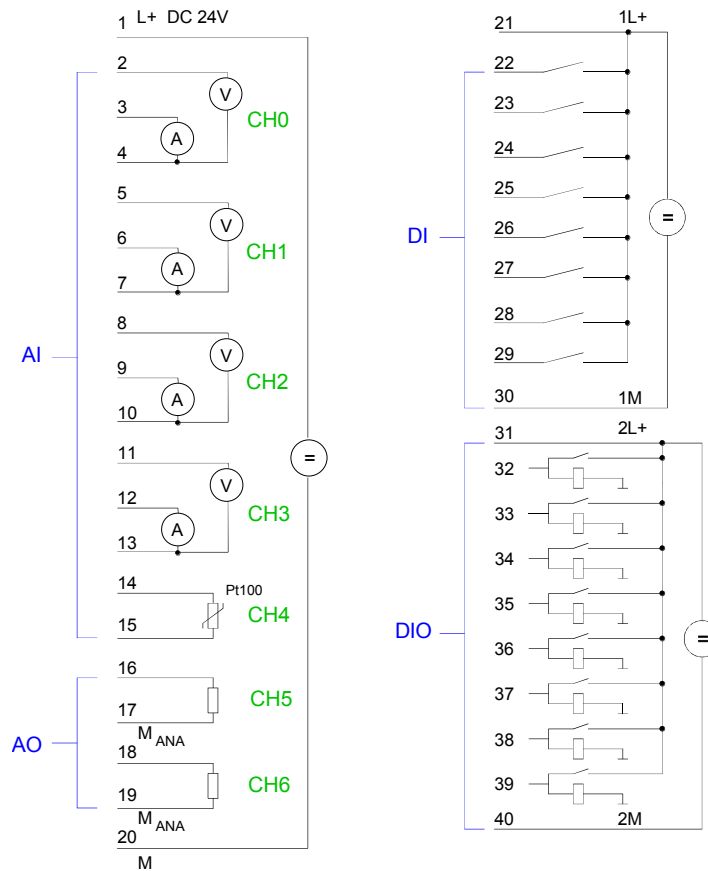 1 L+ DC 24V
2
V
3
CH0
A
4
5
V
6
CH1
A
7
8
V
AI
9
CH2
A
10
11
=
V
12
CH3
A
13
14
Pt100
CH4
15
16
CH5
17
M ANA
AO
18
CH6
19
M ANA
20
M
21 1L+
22
23
24
25
=
26
DI
27
28
29
30 1M
31 2L+
32
33
34
35
DIO
=
36
37
38
39
40 2M